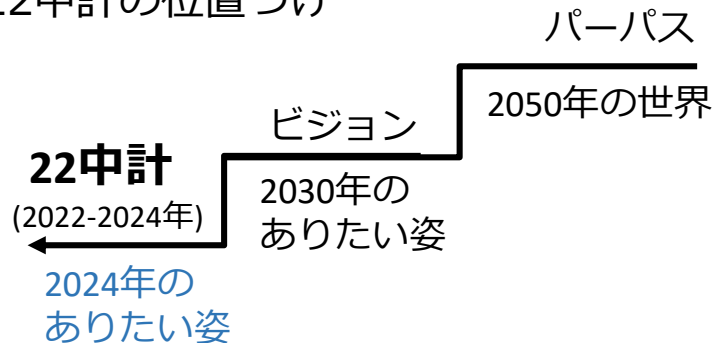 22中計の位置づけ
パーパス
2050年の世界
ビジョン
2030年の
ありたい姿
22中計
(2022-2024年)
2024年の
ありたい姿